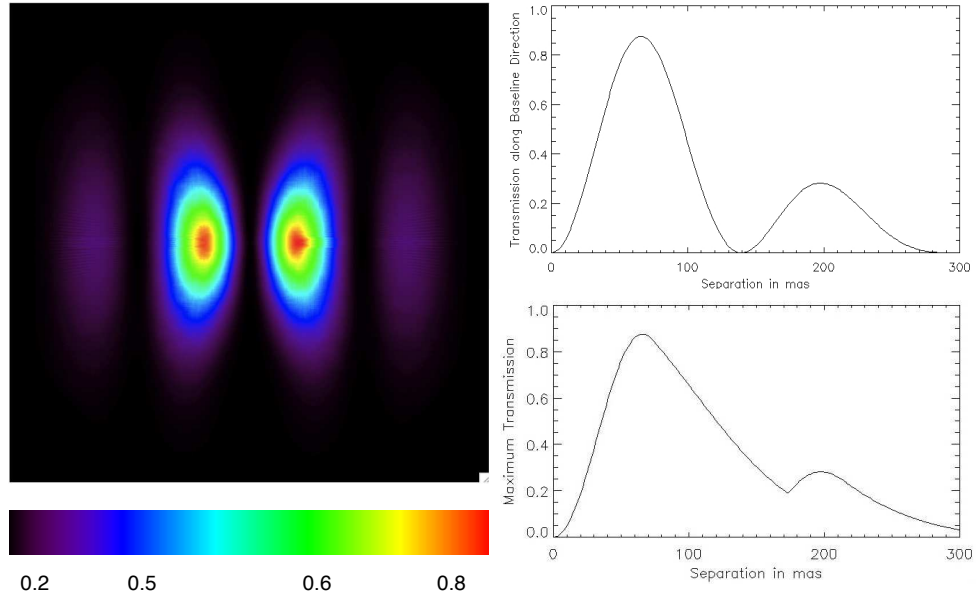 0.2 0.5 0.6 0.8
Transmission along Baseline Direction
1.0
0.8
0.6
0.4
0.2
0.0
0 100 200 300
Separation in mas
Maximum Transmission
1.0
0.8
0.6
0.4
0.2
0.0
0 100 200 300
Separation in mas